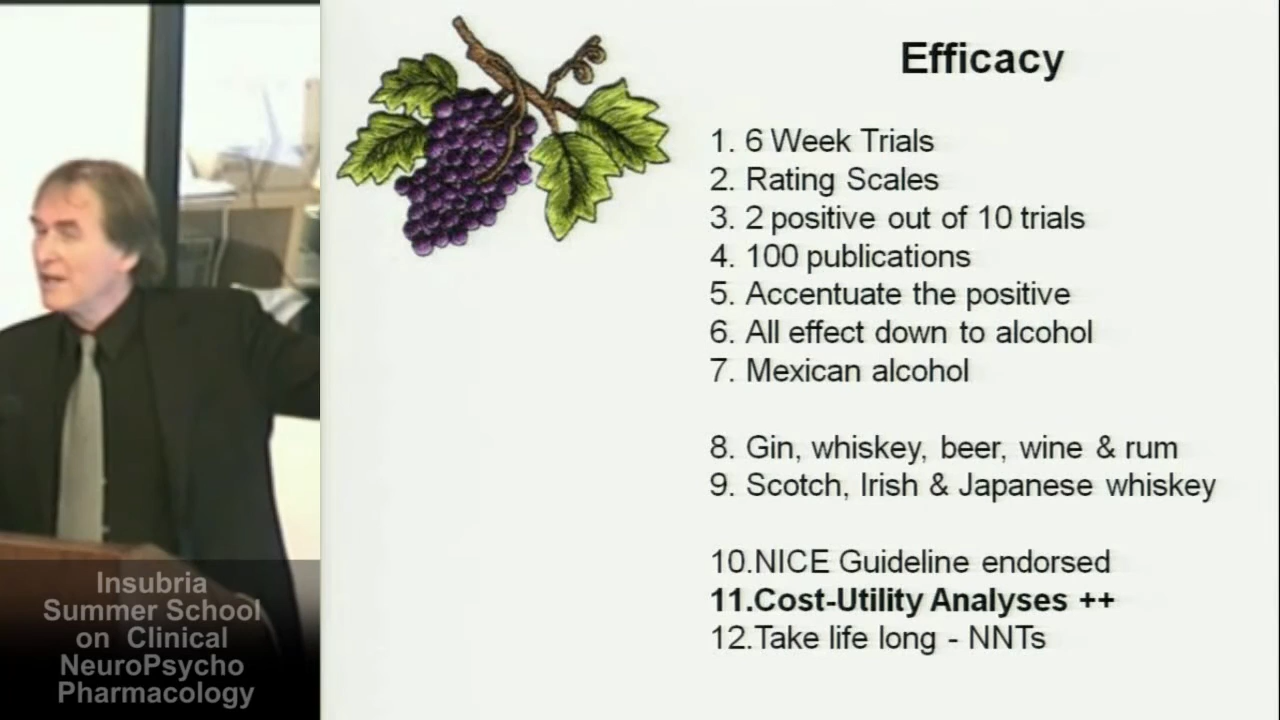 Efficacy
1. 6 Week Trials
2. Rating Scales
3. 2 positive out of 10 trials
4. 100 publications
5. Accentuate the positive
6. All effect down to alcohol
7. Mexican alcohol
8. Gin, whiskey, beer, wine & rum
9. Scotch, Irish & Japanese whiskey
10.NICE Guideline endorsed
11.Cost-Utility Analyses ++
12.Take life long - NNTs
Insubria
Summer School
on Clinical
NeuroPsycho
Pharmacology